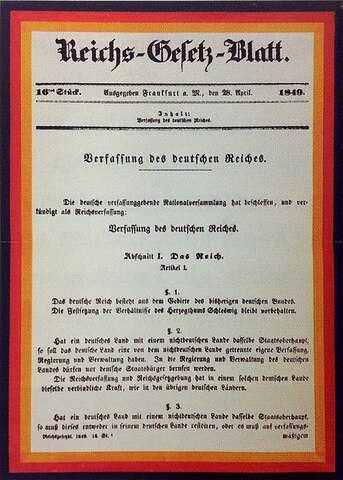 Reichs-Gesetz-Blatt.
16tes Stück. Ausgegeben Frankfurt a. M., den 28. April. 1849.
Inhalt:
Verfassung des deutschen Reiches.
Verfassung des deutschen Reiches.
Die deutsche verfassunggebende Nationalversammlung hat beschlossen, und ver-
kündigt als Reichsverfassung:
Verfassung des deutschen Reiches.
Abschnitt I. Das Reich.
Artikel I.
§. 1.
Das deutsche Reich besteht aus dem Gebiete des bisherigen deutschen Bundes.
Die Festsetzung der Verhältnisse des Herzogthums Schleswig bleibt vorbehalten.
§. 2.
Hat ein deutsches Land mit einem nichtdeutschen Lande dasselbe Staatsoberhaupt,
so soll das deutsche Land eine von dem nichtdeutschen Lande getrennte eigene Verfassung,
Regierung und Verwaltung haben. In die Regierung und Verwaltung des deutschen
Landes dürfen nur deutsche Staatsbürger berufen werden.
Die Reichsverfassung und Reichsgesetzgebung hat in einem solchen deutschen Lande
dieselbe verbindliche Kraft, wie in den übrigen deutschen Ländern.
§. 3.
Hat ein deutsches Land mit einem nichtdeutschen Lande dasselbe Staatsoberhaupt,
so muß dieses entweder in seinem deutschen Lande residiren, oder es muß auf verfassungs-
Reichsgesetzbl. 1849. 16. St. mäßigem